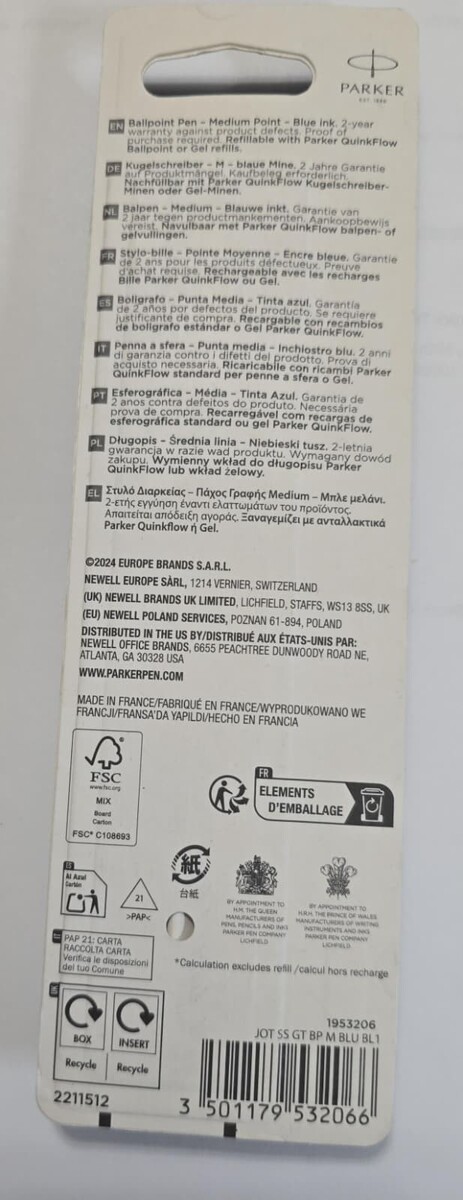 PARKER
EST. 1888
EN Ballpoint Pen – Medium Point – Blue ink. 2-year
warranty against product defects. Proof of
purchase required. Refillable with Parker QuinkFlow
Ballpoint or Gel refills.
DE Kugelschreiber – M – blaue Mine. 2 Jahre Garantie
auf Produktmängel. Kaufbeleg erforderlich.
Nachfüllbar mit Parker QuinkFlow Kugelschreiber-
Minen oder Gel-Minen.
NL Balpen – Medium – Blauwe inkt. Garantie van
2 jaar tegen productmankementen. Aankoopbewijs
vereist. Navulbaar met Parker QuinkFlow balpen- of
gelvullingen.
FR Stylo-bille – Pointe Moyenne – Encre bleue. Garantie
de 2 ans pour les produits défectueux. Preuve
d'achat requise. Rechargeable avec les recharges
Bille Parker QuinkFlow ou Gel.
ES Bolígrafo – Punta Media – Tinta azul. Garantía
de 2 años por defectos del producto. Se requiere
justificante de compra. Recargable con recambios
de bolígrafo estándar o Gel Parker QuinkFlow.
IT Penna a sfera – Punta media – Inchiostro blu. 2 anni
di garanzia contro i difetti del prodotto. Prova di
acquisto necessaria. Ricaricabile con ricambi Parker
QuinkFlow standard per penne a sfera o Gel.
PT Esferográfica – Média – Tinta Azul. Garantia de
2 anos contra defeitos do produto. Necessária
prova de compra. Recarregável com recargas de
esferográfica standard ou gel Parker QuinkFlow.
PL Długopis – Średnia linia – Niebieski tusz. 2-letnia
gwarancja w razie wad produktu. Wymagany dowód
zakupu. Wymienny wkład do długopisu Parker
QuinkFlow lub wkład żelowy.
EL Στυλό Διαρκείας – Πάχος Γραφής Medium – Μπλε μελάνι.
2-ετής εγγύηση έναντι ελαττωμάτων του προϊόντος.
Απαιτείται απόδειξη αγοράς. Ξαναγεμίζει με ανταλλακτικά
Parker Quinkflow ή Gel.
©2024 EUROPE BRANDS S.A.R.L.
NEWELL EUROPE SÀRL, 1214 VERNIER, SWITZERLAND
(UK) NEWELL BRANDS UK LIMITED, LICHFIELD, STAFFS, WS13 8SS, UK
(EU) NEWELL POLAND SERVICES, POZNAN 61-894, POLAND
DISTRIBUTED IN THE US BY/DISTRIBUÉ AUX ÉTATS-UNIS PAR:
NEWELL OFFICE BRANDS, 6655 PEACHTREE DUNWOODY ROAD NE,
ATLANTA, GA 30328 USA
WWW.PARKERPEN.COM
MADE IN FRANCE/FABRIQUÉ EN FRANCE/WYPRODUKOWANO WE
FRANCJI/FRANSA'DA YAPILDI/HECHO EN FRANCIA
FSC
www.fsc.org
MIX
Board
Carton
FSC® C108693
FR
ELEMENTS
D'EMBALLAGE
ES
Al Azul
Cartón
21
>PAP<
紙
台紙
BY APPOINTMENT TO
H.M. THE QUEEN
MANUFACTURERS OF
PENS, PENCILS AND INKS
PARKER PEN COMPANY
LICHFIELD
BY APPOINTMENT TO
H.R.H. THE PRINCE OF WALES
MANUFACTURERS OF WRITING
INSTRUMENTS AND INKS
PARKER PEN COMPANY
LICHFIELD
PAP 21: CARTA
RACCOLTA CARTA
Verifica le disposizioni
del tuo Comune
*Calculation excludes refill /calcul hors recharge
UK
BOX
INSERT
Recycle
Recycle
2211512
1953206
JOT SS GT BP M BLU BL1
3 501179 532066